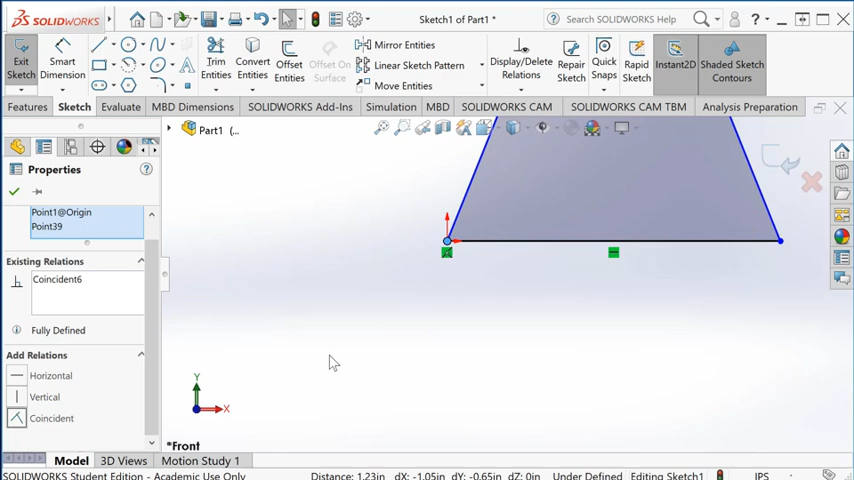 SOLIDWORKS
Sketch1 of Part1 *
Search SOLIDWORKS Help
?
Exit Sketch
Smart Dimension
Trim Entities
Convert Entities
Offset Entities
Offset On Surface
Mirror Entities
Linear Sketch Pattern
Move Entities
Display/Delete Relations
Repair Sketch
Quick Snaps
Rapid Sketch
Instant2D
Shaded Sketch Contours
Features
Sketch
Evaluate
MBD Dimensions
SOLIDWORKS Add-Ins
Simulation
MBD
SOLIDWORKS CAM
SOLIDWORKS CAM TBM
Analysis Preparation
Part1 (...
Properties
Point1@Origin
Point39
Existing Relations
Coincident6
Fully Defined
Add Relations
Horizontal
Vertical
Coincident
Y
X
*Front
Model
3D Views
Motion Study 1
SOLIDWORKS Student Edition - Academic Use Only
Distance: 1.23in dX: -1.05in dY: -0.65in dZ: 0in
Under Defined
Editing Sketch1
IPS